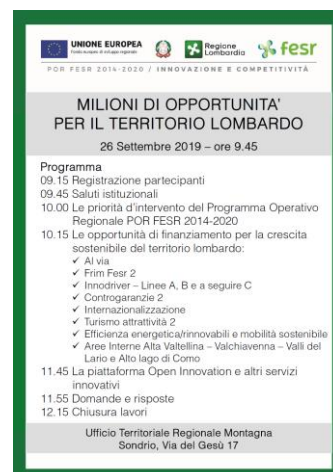 UNIONE EUROPEA
Fondo europeo di sviluppo regionale
Regione
Lombardia
fesr
POR FESR 2014-2020 / INNOVAZIONE E COMPETITIVITÀ
MILIONI DI OPPORTUNITA'
PER IL TERRITORIO LOMBARDO
26 Settembre 2019 – ore 9.45
Programma
09.15 Registrazione partecipanti
09.45 Saluti istituzionali
10.00 Le priorità d'intervento del Programma Operativo
Regionale POR FESR 2014-2020
10.15 Le opportunità di finanziamento per la crescita
sostenibile del territorio lombardo:
✓ Al via
✓ Frim Fesr 2
✓ Innodriver – Linee A, B e a seguire C
✓ Controgaranzie 2
✓ Internazionalizzazione
✓ Turismo attrattività 2
✓ Efficienza energetica/rinnovabili e mobilità sostenibile
✓ Aree Interne Alta Valtellina – Valchiavenna – Valli del
Lario e Alto lago di Como
11.45 La piattaforma Open Innovation e altri servizi
innovativi
11.55 Domande e risposte
12.15 Chiusura lavori
Ufficio Territoriale Regionale Montagna
Sondrio, Via del Gesù 17